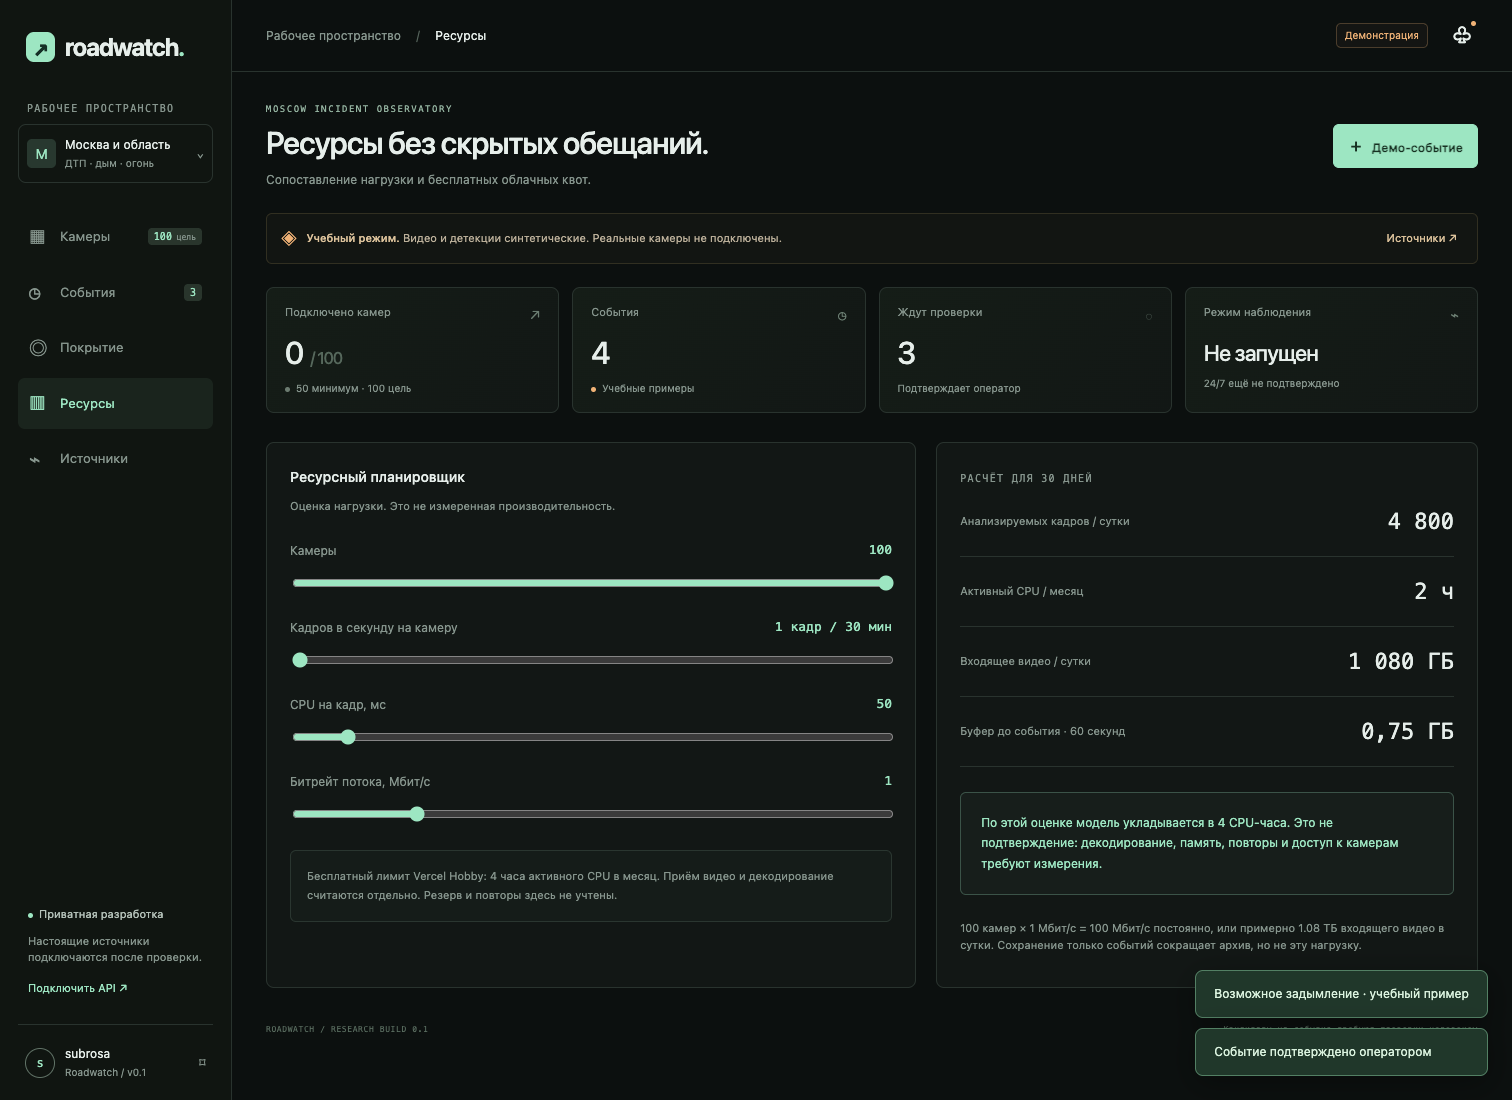 roadwatch.
РАБОЧЕЕ ПРОСТРАНСТВО
М
Москва и область
ДТП · дым · огонь
Камеры
100 цель
События
3
Покрытие
Ресурсы
Источники
Приватная разработка
Настоящие источники
подключаются после проверки.
Подключить API ↗
s
subrosa
Roadwatch / v0.1
Рабочее пространство / Ресурсы
Демонстрация
MOSCOW INCIDENT OBSERVATORY
Ресурсы без скрытых обещаний.
Сопоставление нагрузки и бесплатных облачных квот.
+ Демо-событие
Учебный режим. Видео и детекции синтетические. Реальные камеры не подключены.
Источники ↗
Подключено камер
0 / 100
50 минимум · 100 цель
События
4
Учебные примеры
Ждут проверки
3
Подтверждает оператор
Режим наблюдения
Не запущен
24/7 ещё не подтверждено
Ресурсный планировщик
Оценка нагрузки. Это не измеренная производительность.
Камеры
100
Кадров в секунду на камеру
1 кадр / 30 мин
CPU на кадр, мс
50
Битрейт потока, Мбит/с
1
Бесплатный лимит Vercel Hobby: 4 часа активного CPU в месяц. Приём видео и декодирование
считаются отдельно. Резерв и повторы здесь не учтены.
РАСЧЁТ ДЛЯ 30 ДНЕЙ
Анализируемых кадров / сутки
4 800
Активный CPU / месяц
2 ч
Входящее видео / сутки
1 080 ГБ
Буфер до события · 60 секунд
0,75 ГБ
По этой оценке модель укладывается в 4 CPU-часа. Это не
подтверждение: декодирование, память, повторы и доступ к камерам
требуют измерения.
100 камер × 1 Мбит/с = 100 Мбит/с постоянно, или примерно 1.08 ТБ входящего видео в
сутки. Сохранение только событий сокращает архив, но не эту нагрузку.
ROADWATCH / RESEARCH BUILD 0.1
Возможное задымление · учебный пример
Событие подтверждено оператором